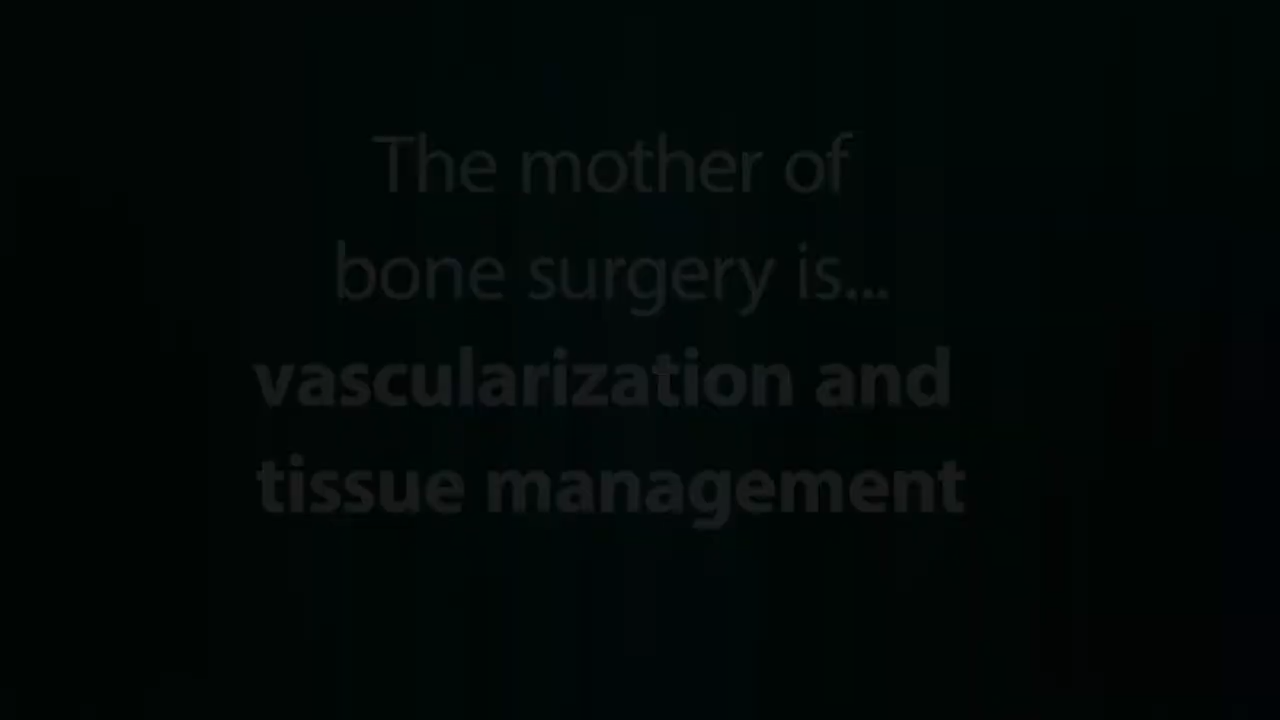 The mother of
bone surgery is...
vascularization and
tissue management